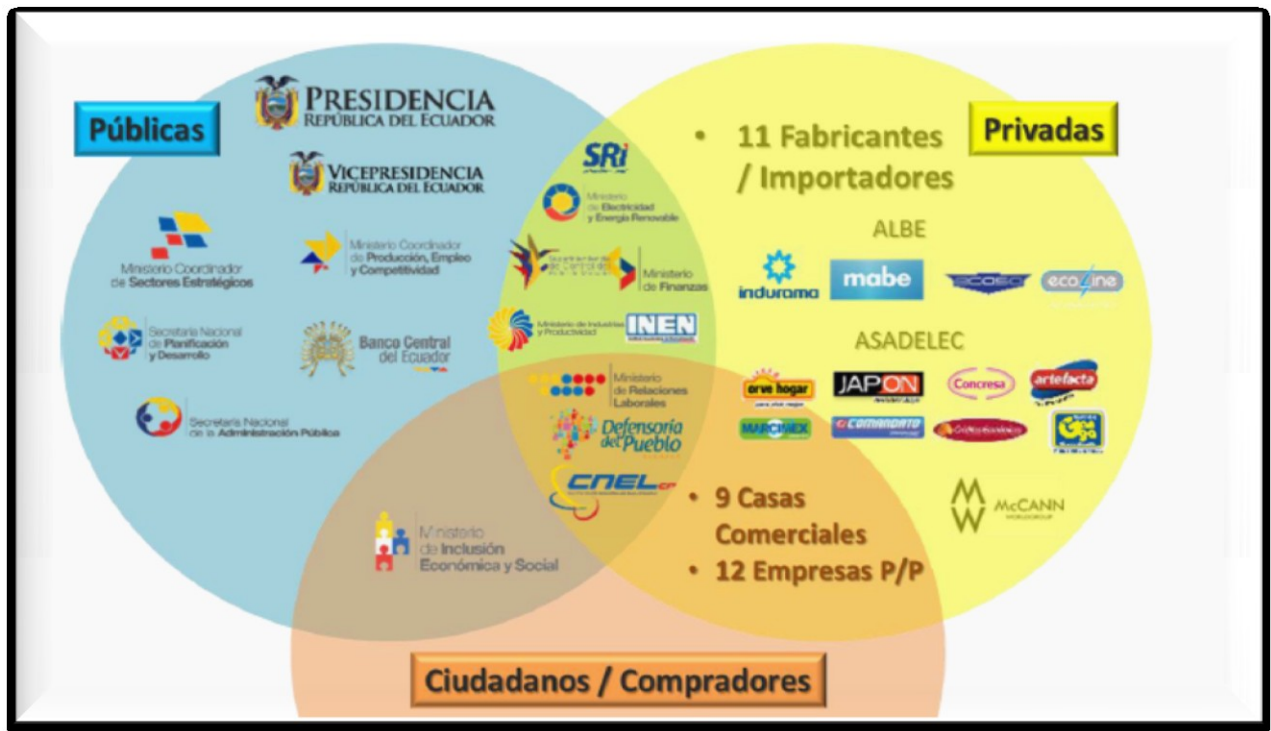 Públicas
PRESIDENCIA
REPÚBLICA DEL ECUADOR
VICEPRESIDENCIA
REPÚBLICA DEL ECUADOR
Ministerio Coordinador
de Sectores Estratégicos
Ministerio Coordinador
de Producción, Empleo
y Competitividad
Secretaría Nacional
de Planificación
y Desarrollo
Banco Central
del Ecuador
Secretaría Nacional
de la Administración Pública
SRi
Ministerio
de Electricidad
y Energía Renovable
Ministerio
de Finanzas
Ministerio de Industrias
y Productividad
INEN
Ministerio
de Relaciones
Laborales
Defensoría
del Pueblo
CNEL
Ministerio
de Inclusión
Económica y Social
Privadas
• 11 Fabricantes
/ Importadores
ALBE
indurama
mabe
ecoline
ASADELEC
orve hogar
JAPON
Concresa
artefacta
MARCIMEX
COMANDATO
McCANN
WORLDGROUP
• 9 Casas
Comerciales
• 12 Empresas P/P
Ciudadanos / Compradores